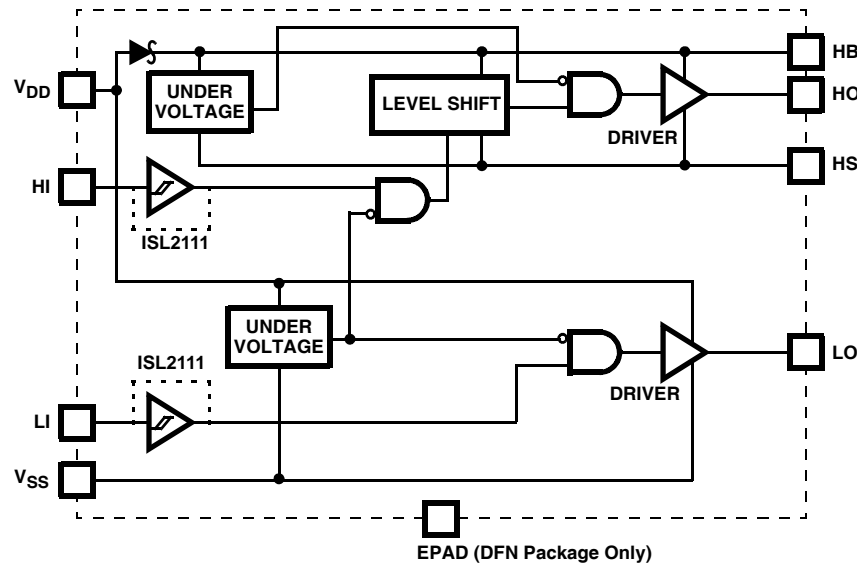 HB
V_DD
UNDER
VOLTAGE
LEVEL SHIFT
HO
DRIVER
HS
HI
ISL2111
UNDER
VOLTAGE
ISL2111
LO
DRIVER
LI
V_SS
EPAD (DFN Package Only)